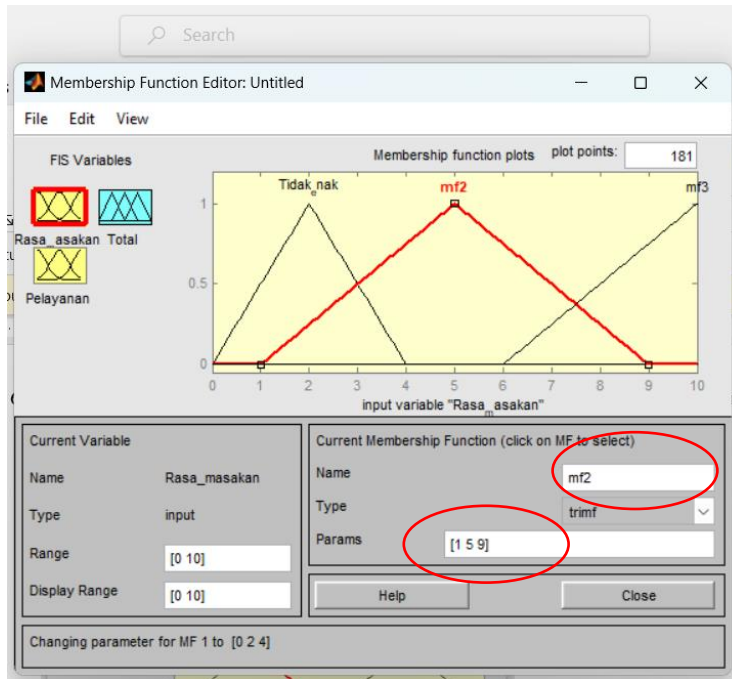 Search
Membership Function Editor: Untitled
File Edit View
FIS Variables
Membership function plots plot points: 181
Tidak_enak mf2 mf3
1
Rasa_asakan Total
0.5
Pelayanan
0
0 1 2 3 4 5 6 7 8 9 10
input variable "Rasa_masakan"
Current Variable
Current Membership Function (click on MF to select)
Name Rasa_masakan
Name mf2
Type input
Type trimf
Params [1 5 9]
Range [0 10]
Display Range [0 10]
Help Close
Changing parameter for MF 1 to [0 2 4]